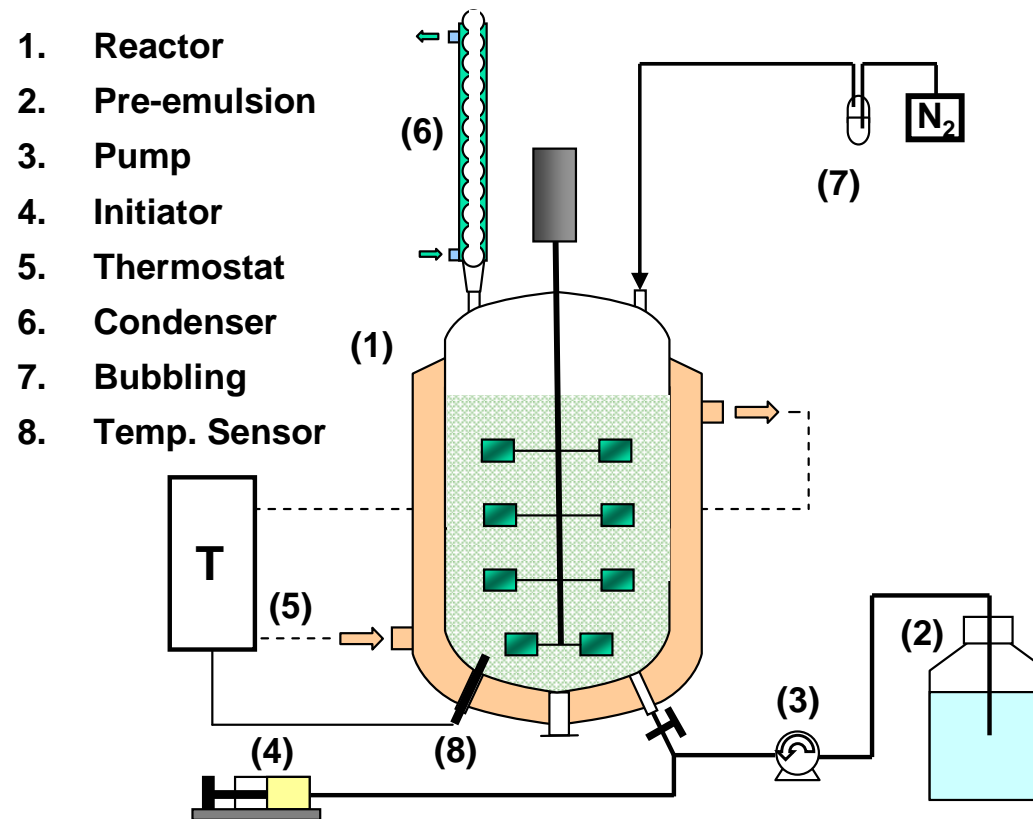 1. Reactor
2. Pre-emulsion
3. Pump
4. Initiator
5. Thermostat
6. Condenser
7. Bubbling
8. Temp. Sensor
(6)
N₂
(7)
(1)
T
(5)
(2)
(3)
(4)
(8)